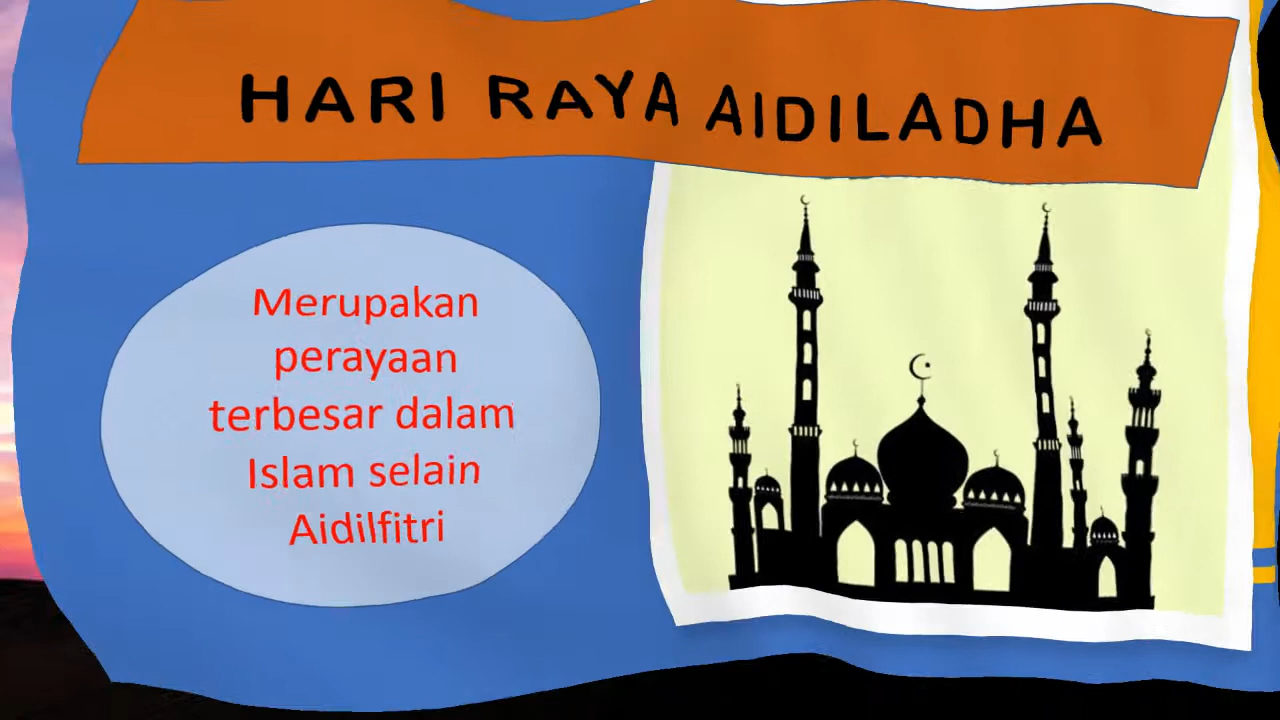 HARI RAYA AIDILADHA
Merupakan
perayaan
terbesar dalam
Islam selain
Aidilfitri